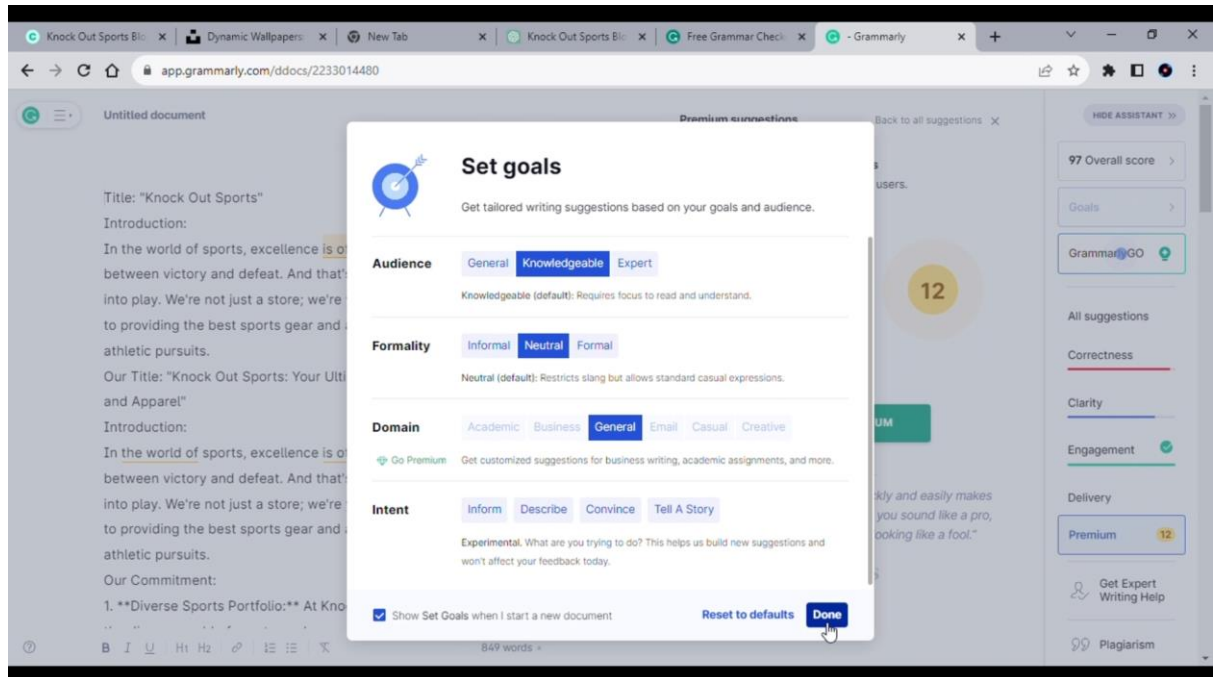 Knock Out Sports Blo
Dynamic Wallpapers
New Tab
Knock Out Sports Blo
Free Grammar Check
- Grammarly
app.grammarly.com/ddocs/2233014480
Untitled document
Premium suggestions
Back to all suggestions
HIDE ASSISTANT
Set goals
Get tailored writing suggestions based on your goals and audience.
users.
97 Overall score
Goals
GrammarlyGO
Title: "Knock Out Sports"
Introduction:
In the world of sports, excellence is
between victory and defeat. And that'
into play. We're not just a store; we're
to providing the best sports gear and
athletic pursuits.
Our Title: "Knock Out Sports: Your Ulti
and Apparel"
Introduction:
In the world of sports, excellence is
between victory and defeat. And that'
into play. We're not just a store; we're
to providing the best sports gear and
athletic pursuits.
Our Commitment:
1. **Diverse Sports Portfolio:** At Kno
Audience
General Knowledgeable Expert
Knowledgeable (default): Requires focus to read and understand.
Formality
Informal Neutral Formal
Neutral (default): Restricts slang but allows standard casual expressions.
Domain
Academic Business General Email Casual Creative
Go Premium
Get customized suggestions for business writing, academic assignments, and more.
Intent
Inform Describe Convince Tell A Story
Experimental. What are you trying to do? This helps us build new suggestions and
won't affect your feedback today.
Show Set Goals when I start a new document
Reset to defaults
Done
12
UM
kly and easily makes
you sound like a pro,
ooking like a fool."
All suggestions
Correctness
Clarity
Engagement
Delivery
Premium 12
Get Expert
Writing Help
Plagiarism
B I U H1 H2
849 words